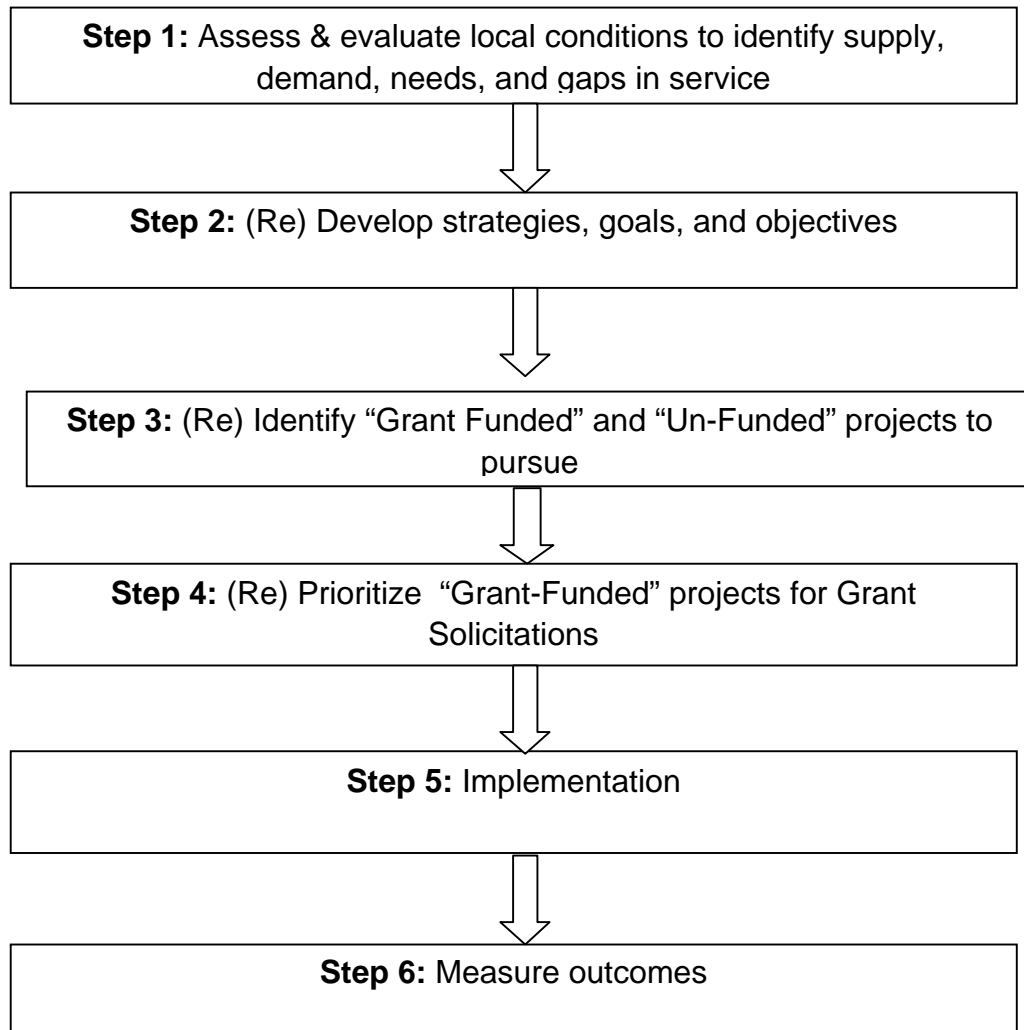 Step 1: Assess & evaluate local conditions to identify supply,
demand, needs, and gaps in service
Step 2: (Re) Develop strategies, goals, and objectives
Step 3: (Re) Identify “Grant Funded” and “Un-Funded” projects to
pursue
Step 4: (Re) Prioritize “Grant-Funded” projects for Grant
Solicitations
Step 5: Implementation
Step 6: Measure outcomes